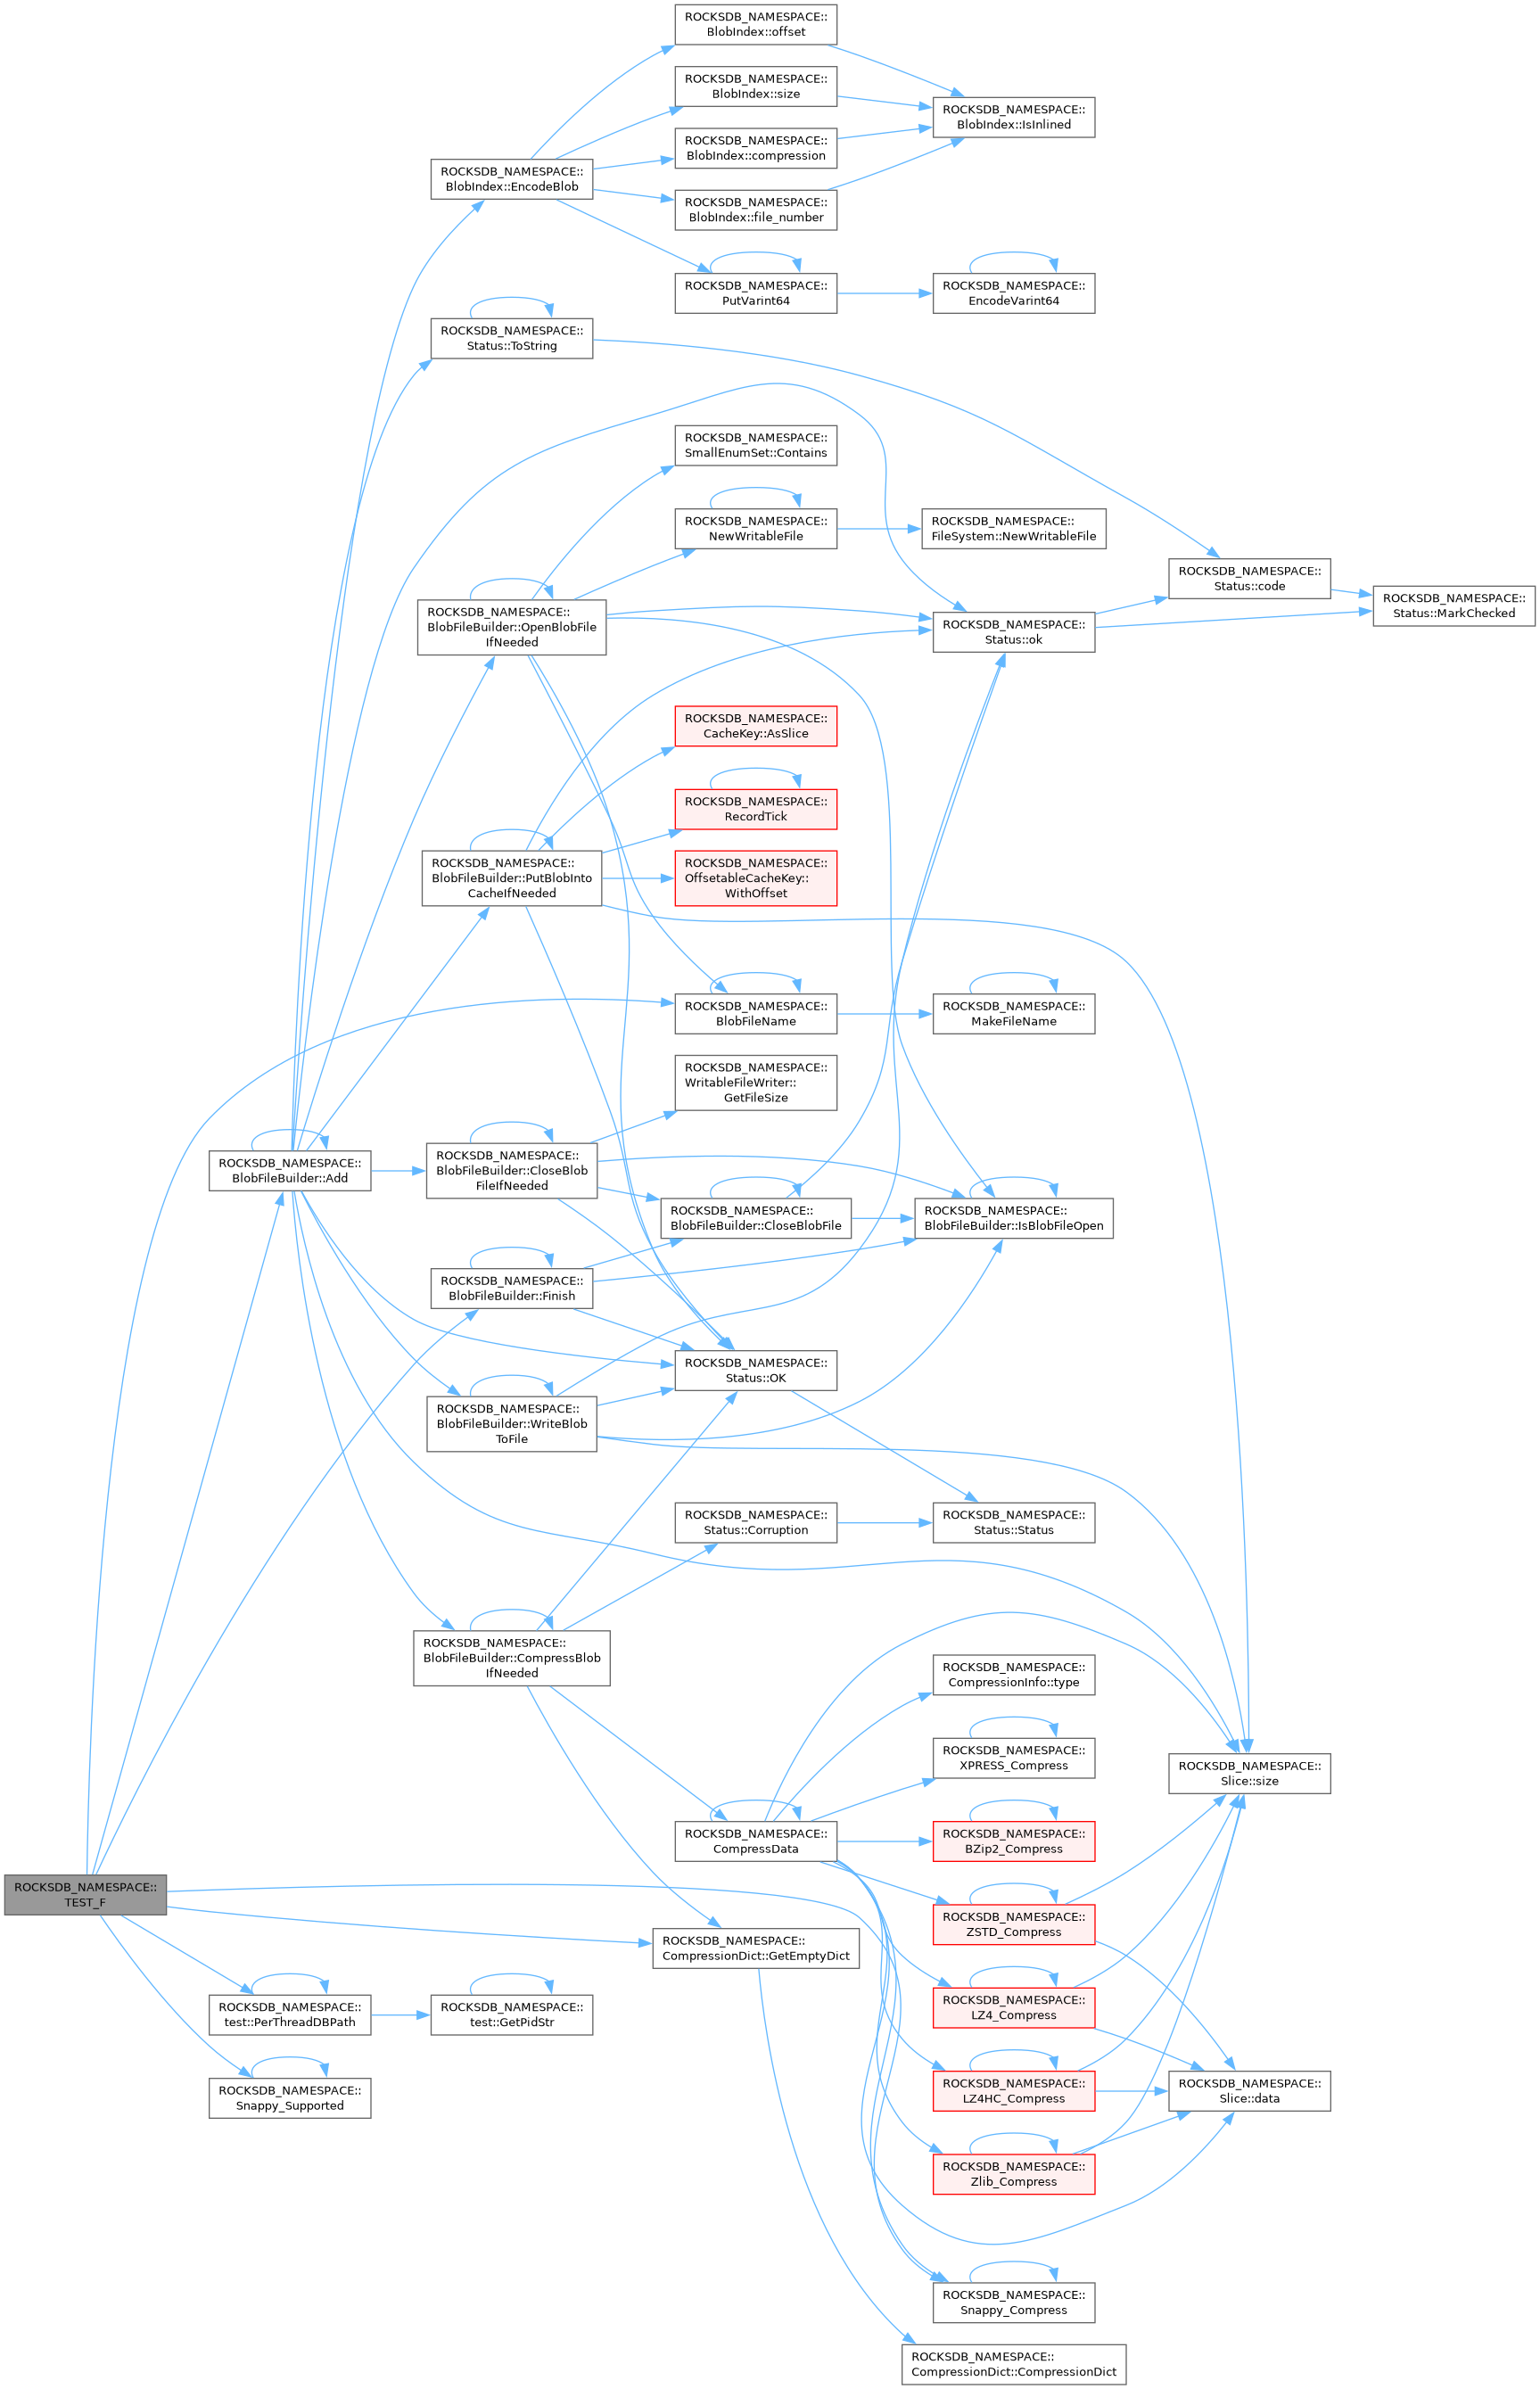 ROCKSDB_NAMESPACE::
BlobIndex::offset
ROCKSDB_NAMESPACE::
BlobIndex::size
ROCKSDB_NAMESPACE::
BlobIndex::IsInlined
ROCKSDB_NAMESPACE::
BlobIndex::compression
ROCKSDB_NAMESPACE::
BlobIndex::EncodeBlob
ROCKSDB_NAMESPACE::
BlobIndex::file_number
ROCKSDB_NAMESPACE::
PutVarint64
ROCKSDB_NAMESPACE::
EncodeVarint64
ROCKSDB_NAMESPACE::
Status::ToString
ROCKSDB_NAMESPACE::
SmallEnumSet::Contains
ROCKSDB_NAMESPACE::
NewWritableFile
ROCKSDB_NAMESPACE::
FileSystem::NewWritableFile
ROCKSDB_NAMESPACE::
Status::code
ROCKSDB_NAMESPACE::
Status::MarkChecked
ROCKSDB_NAMESPACE::
BlobFileBuilder::OpenBlobFile
IfNeeded
ROCKSDB_NAMESPACE::
Status::ok
ROCKSDB_NAMESPACE::
CacheKey::AsSlice
ROCKSDB_NAMESPACE::
RecordTick
ROCKSDB_NAMESPACE::
BlobFileBuilder::PutBlobInto
CacheIfNeeded
ROCKSDB_NAMESPACE::
OffsetableCacheKey::
WithOffset
ROCKSDB_NAMESPACE::
BlobFileName
ROCKSDB_NAMESPACE::
MakeFileName
ROCKSDB_NAMESPACE::
WritableFileWriter::
GetFileSize
ROCKSDB_NAMESPACE::
BlobFileBuilder::Add
ROCKSDB_NAMESPACE::
BlobFileBuilder::CloseBlob
FileIfNeeded
ROCKSDB_NAMESPACE::
BlobFileBuilder::CloseBlobFile
ROCKSDB_NAMESPACE::
BlobFileBuilder::IsBlobFileOpen
ROCKSDB_NAMESPACE::
BlobFileBuilder::Finish
ROCKSDB_NAMESPACE::
Status::OK
ROCKSDB_NAMESPACE::
BlobFileBuilder::WriteBlob
ToFile
ROCKSDB_NAMESPACE::
Status::Corruption
ROCKSDB_NAMESPACE::
Status::Status
ROCKSDB_NAMESPACE::
BlobFileBuilder::CompressBlob
IfNeeded
ROCKSDB_NAMESPACE::
CompressionInfo::type
ROCKSDB_NAMESPACE::
XPRESS_Compress
ROCKSDB_NAMESPACE::
Slice::size
ROCKSDB_NAMESPACE::
CompressData
ROCKSDB_NAMESPACE::
BZip2_Compress
ROCKSDB_NAMESPACE::
TEST_F
ROCKSDB_NAMESPACE::
ZSTD_Compress
ROCKSDB_NAMESPACE::
CompressionDict::GetEmptyDict
ROCKSDB_NAMESPACE::
test::PerThreadDBPath
ROCKSDB_NAMESPACE::
test::GetPidStr
ROCKSDB_NAMESPACE::
LZ4_Compress
ROCKSDB_NAMESPACE::
Snappy_Supported
ROCKSDB_NAMESPACE::
LZ4HC_Compress
ROCKSDB_NAMESPACE::
Slice::data
ROCKSDB_NAMESPACE::
Zlib_Compress
ROCKSDB_NAMESPACE::
Snappy_Compress
ROCKSDB_NAMESPACE::
CompressionDict::CompressionDict